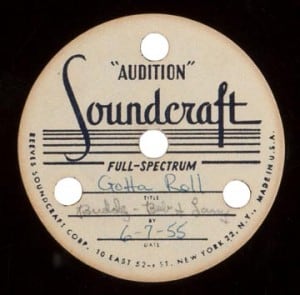 "AUDITION"
Soundcraft
FULL-SPECTRUM
Gotta Roll
TITLE
Buddy - Bob & Larry
BY
6-7-55
DATE
REEVES SOUNDCRAFT CORP. 10 EAST 52nd ST. NEW YORK 22, N.Y., MADE IN U.S.A.